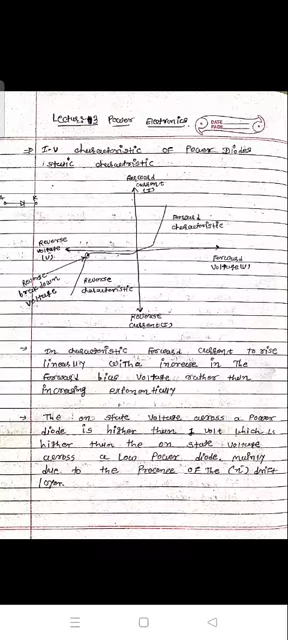 Lecture: 3 Power Electronics
DATE
PAGE
⇒ I-V characteristic of Power Diodes
static charactristic
Forward
current
(I)
Forward
characteristic
A
K
Reverse
voltage
(V)
Forward
Voltage(V)
Reverse
break down
voltage
Reverse
characteristic
Reverse
Current(I)
→ In charactristic Forward current to rise
linearly with a increase in The
Forward bias Voltage rather than
increasing exponentically
→ The on state Voltage across a Power
diode is higher than 1 volt which is
higher than the on state Voltage
across a Low Power diode. mainly
due to the Presence of The (n⁻) drift
layer.